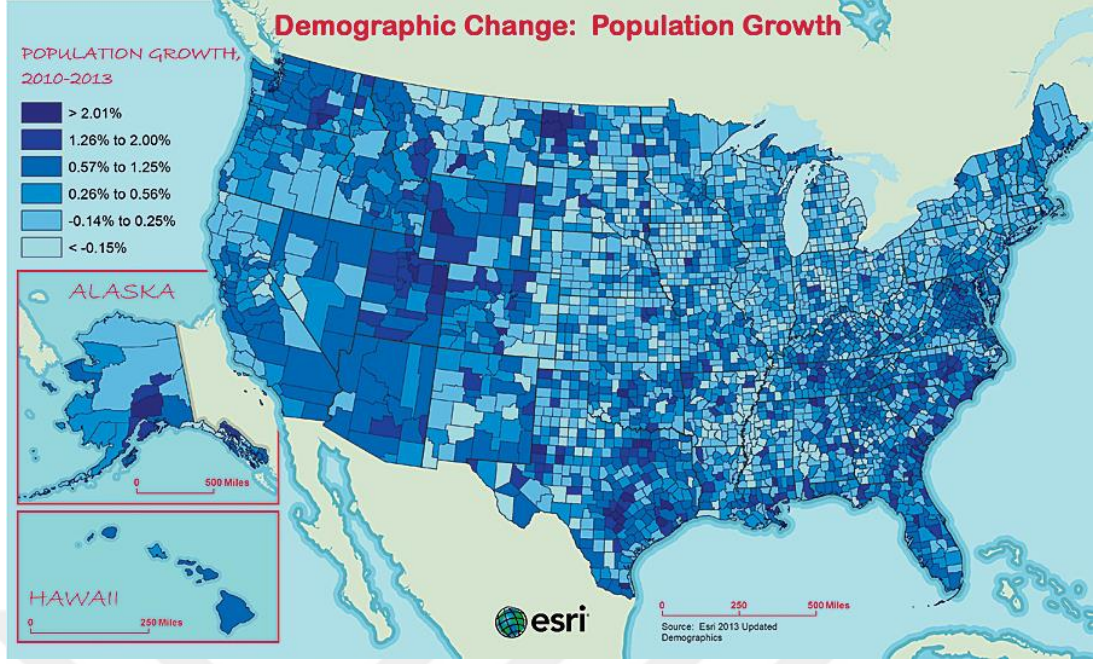 Demographic Change: Population Growth
POPULATION GROWTH,
2010-2013
> 2.01%
1.26% to 2.00%
0.57% to 1.25%
0.26% to 0.56%
-0.14% to 0.25%
< -0.15%
ALASKA
0 500 Miles
HAWAII
0 250 Miles
esri
0 250 500 Miles
Source: Esri 2013 Updated
Demographics